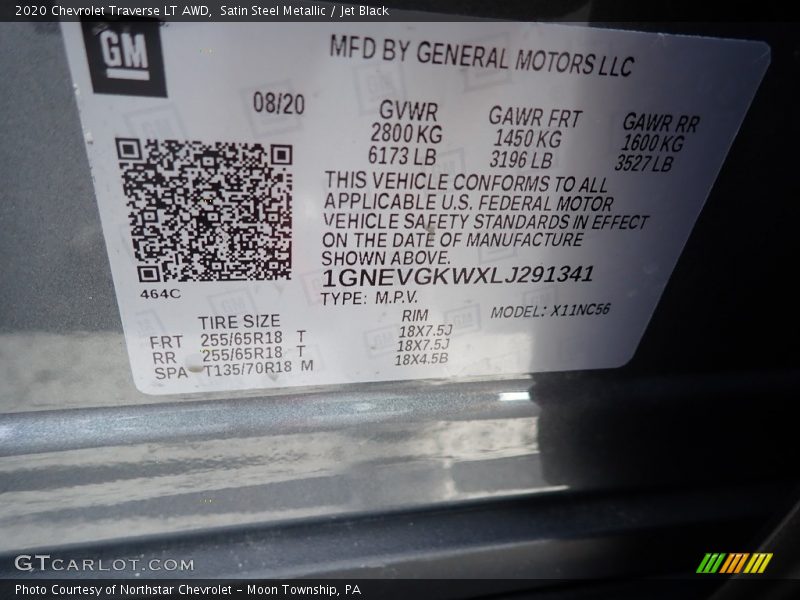 2020 Chevrolet Traverse LT AWD,  Satin Steel Metallic / Jet Black
GM
MFD BY GENERAL MOTORS LLC
08/20
GVWR GAWR FRT GAWR RR
2800 KG 1450 KG 1600 KG
6173 LB 3196 LB 3527 LB
THIS VEHICLE CONFORMS TO ALL
APPLICABLE U.S. FEDERAL MOTOR
VEHICLE SAFETY STANDARDS IN EFFECT
ON THE DATE OF MANUFACTURE
SHOWN ABOVE.
1GNEVGKWXLJ291341
464C
TYPE: M.P.V. MODEL: X11NC56
TIRE SIZE RIM
FRT 255/65R18 T 18X7.5J
RR 255/65R18 T 18X7.5J
SPA T135/70R18 M 18X4.5B
GTCARLOT.COM
Photo Courtesy of Northstar Chevrolet - Moon Township, PA